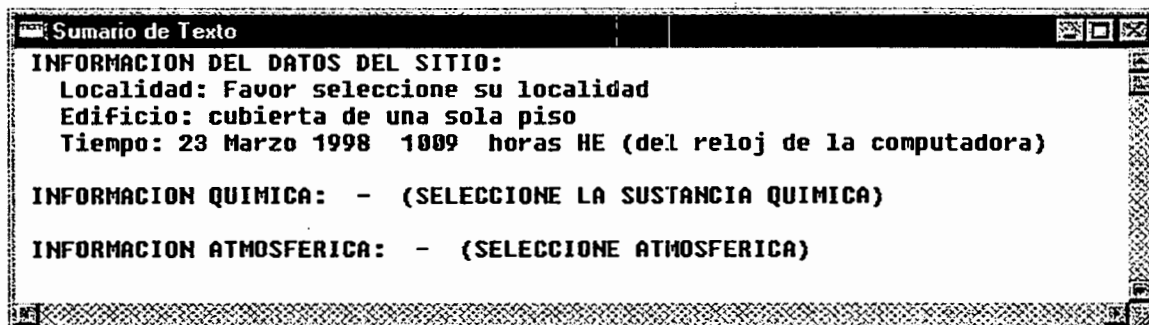 Sumario de Texto
INFORMACION DEL DATOS DEL SITIO:
Localidad: Favor seleccione su localidad
Edificio: cubierta de una sola piso
Tiempo: 23 Marzo 1998 1009 horas HE (del reloj de la computadora)
INFORMACION QUIMICA: - (SELECCIONE LA SUSTANCIA QUIMICA)
INFORMACION ATMOSFERICA: - (SELECCIONE ATMOSFERICA)